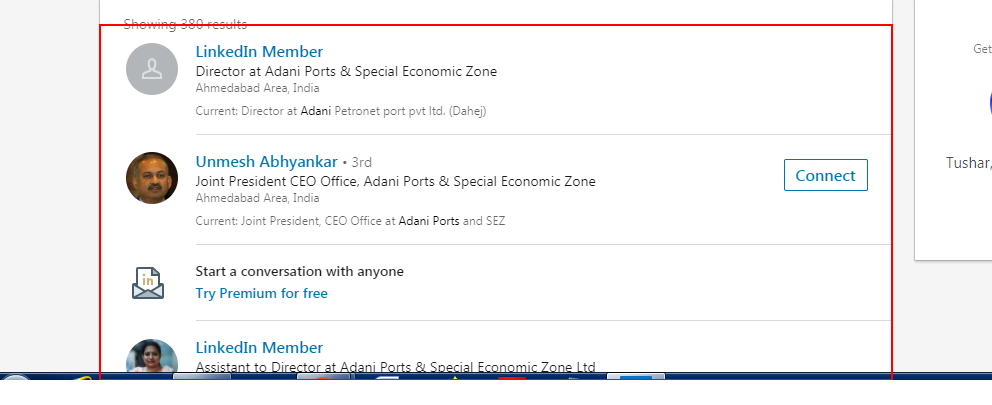 Showing 380 results
LinkedIn Member
Director at Adani Ports & Special Economic Zone
Ahmedabad Area, India
Current: Director at Adani Petronet port pvt ltd. (Dahej)
Unmesh Abhyankar • 3rd
Joint President CEO Office, Adani Ports & Special Economic Zone
Ahmedabad Area, India
Current: Joint President, CEO Office at Adani Ports and SEZ
Connect
in
Start a conversation with anyone
Try Premium for free
LinkedIn Member
Assistant to Director at Adani Ports & Special Economic Zone Ltd
Get
Tushar,